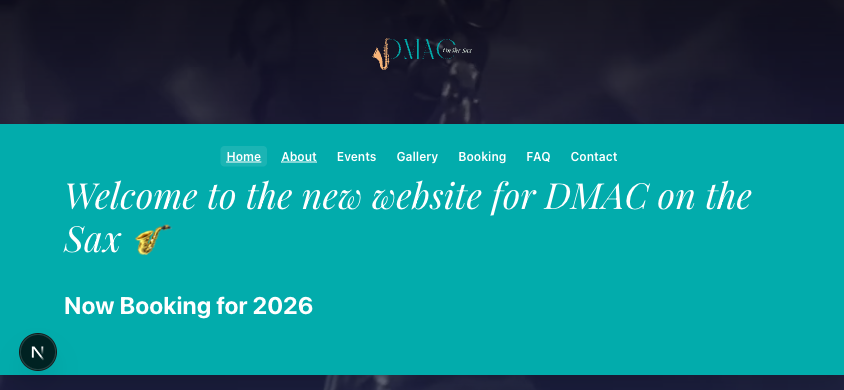 DMAC On the Sax
Home About Events Gallery Booking FAQ Contact
Welcome to the new website for DMAC on the
Sax 🎷
Now Booking for 2026
N